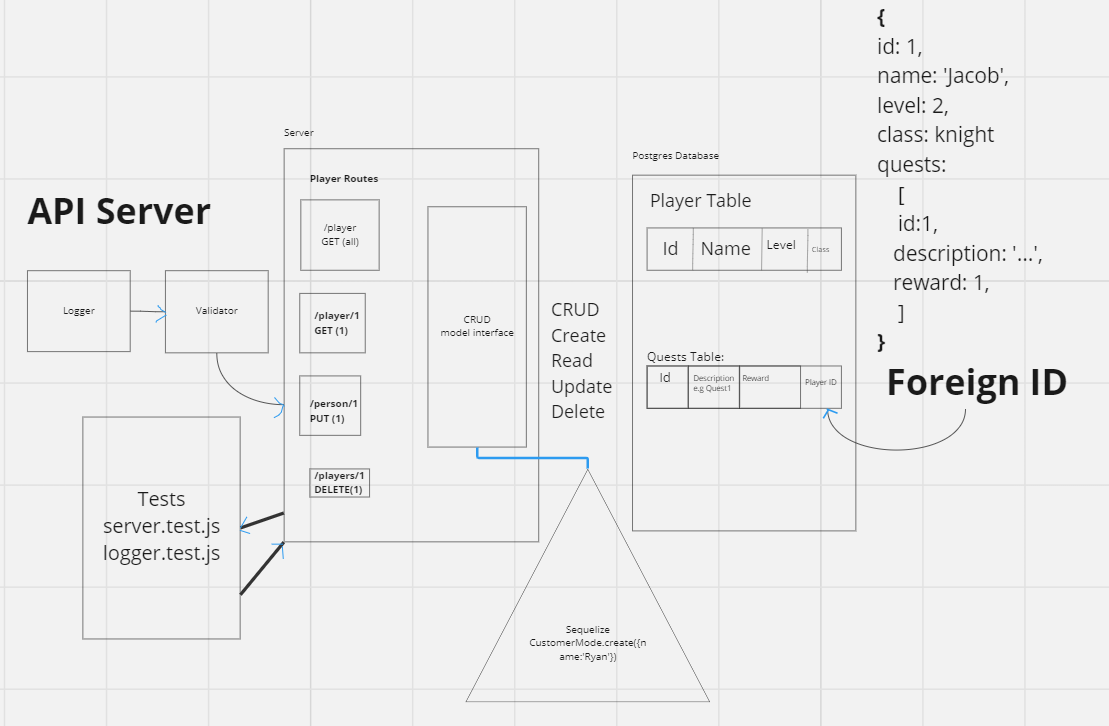 API Server
Logger
Validator
Tests
server.test.js
logger.test.js
Server
Player Routes
/player
GET (all)
/player/1
GET (1)
/person/1
PUT (1)
/players/1
DELETE(1)
CRUD
model interface
CRUD
Create
Read
Update
Delete
Sequelize
CustomerMode.create({n
ame:'Ryan'})
Postgres Database
Player Table
Id Name Level Class
Quests Table:
Id Description Reward Player ID
e.g Quest1
{
id: 1,
name: 'Jacob',
level: 2,
class: knight
quests:
[
id:1,
description: '...',
reward: 1,
]
}
Foreign ID